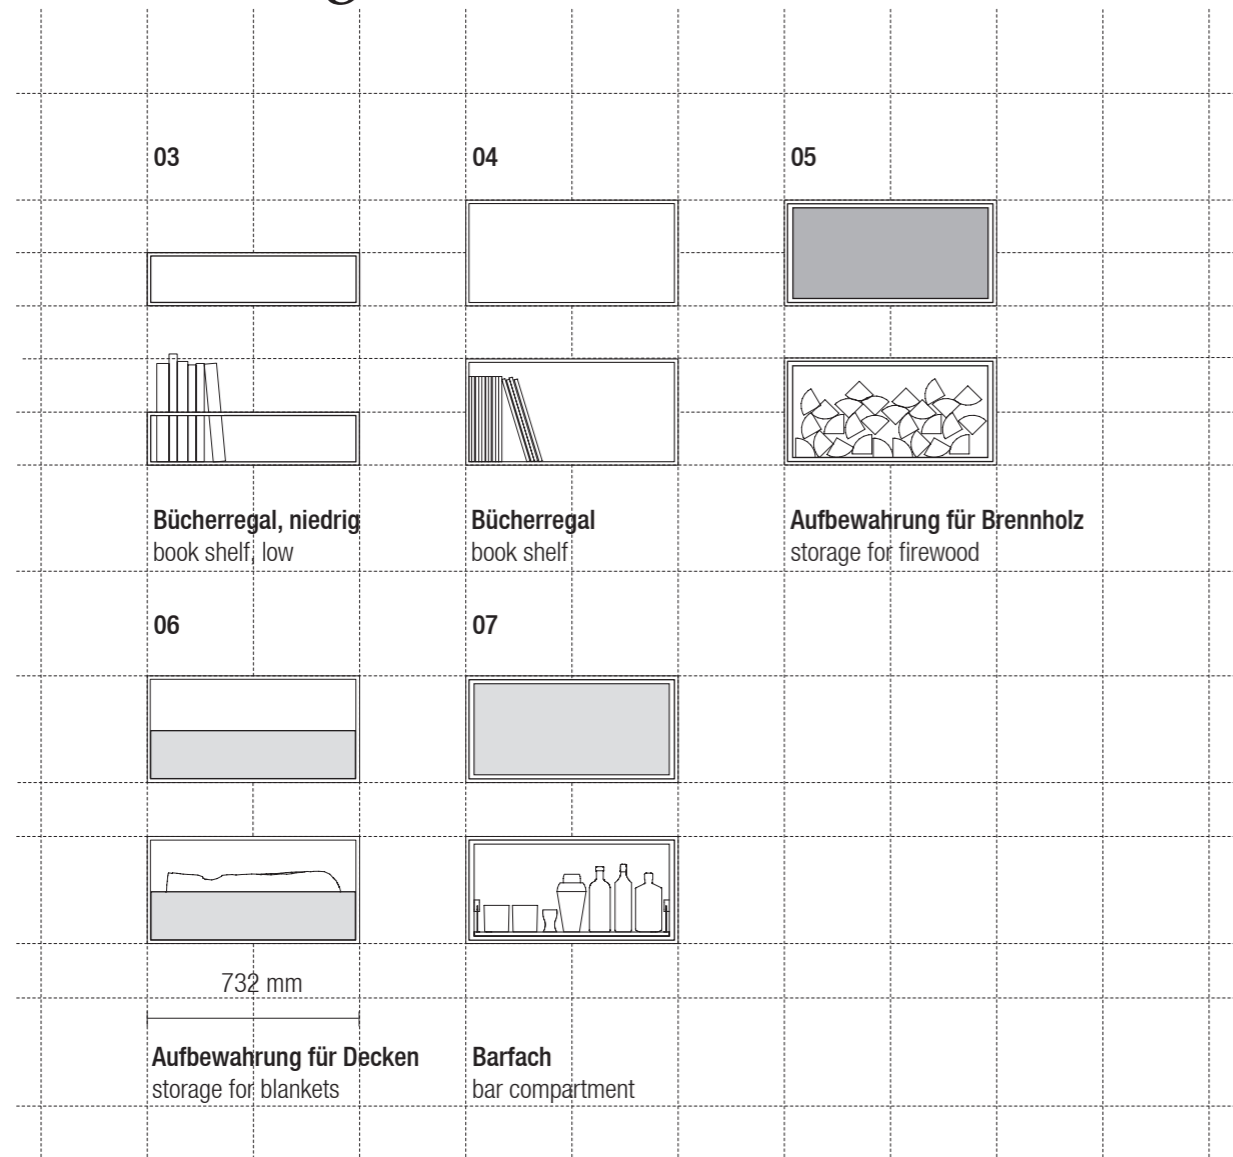 03
04
05
Bücherregal, niedrig
book shelf, low
Bücherregal
book shelf
Aufbewahrung für Brennholz
storage for firewood
06
07
732 mm
Aufbewahrung für Decken
storage for blankets
Barfach
bar compartment